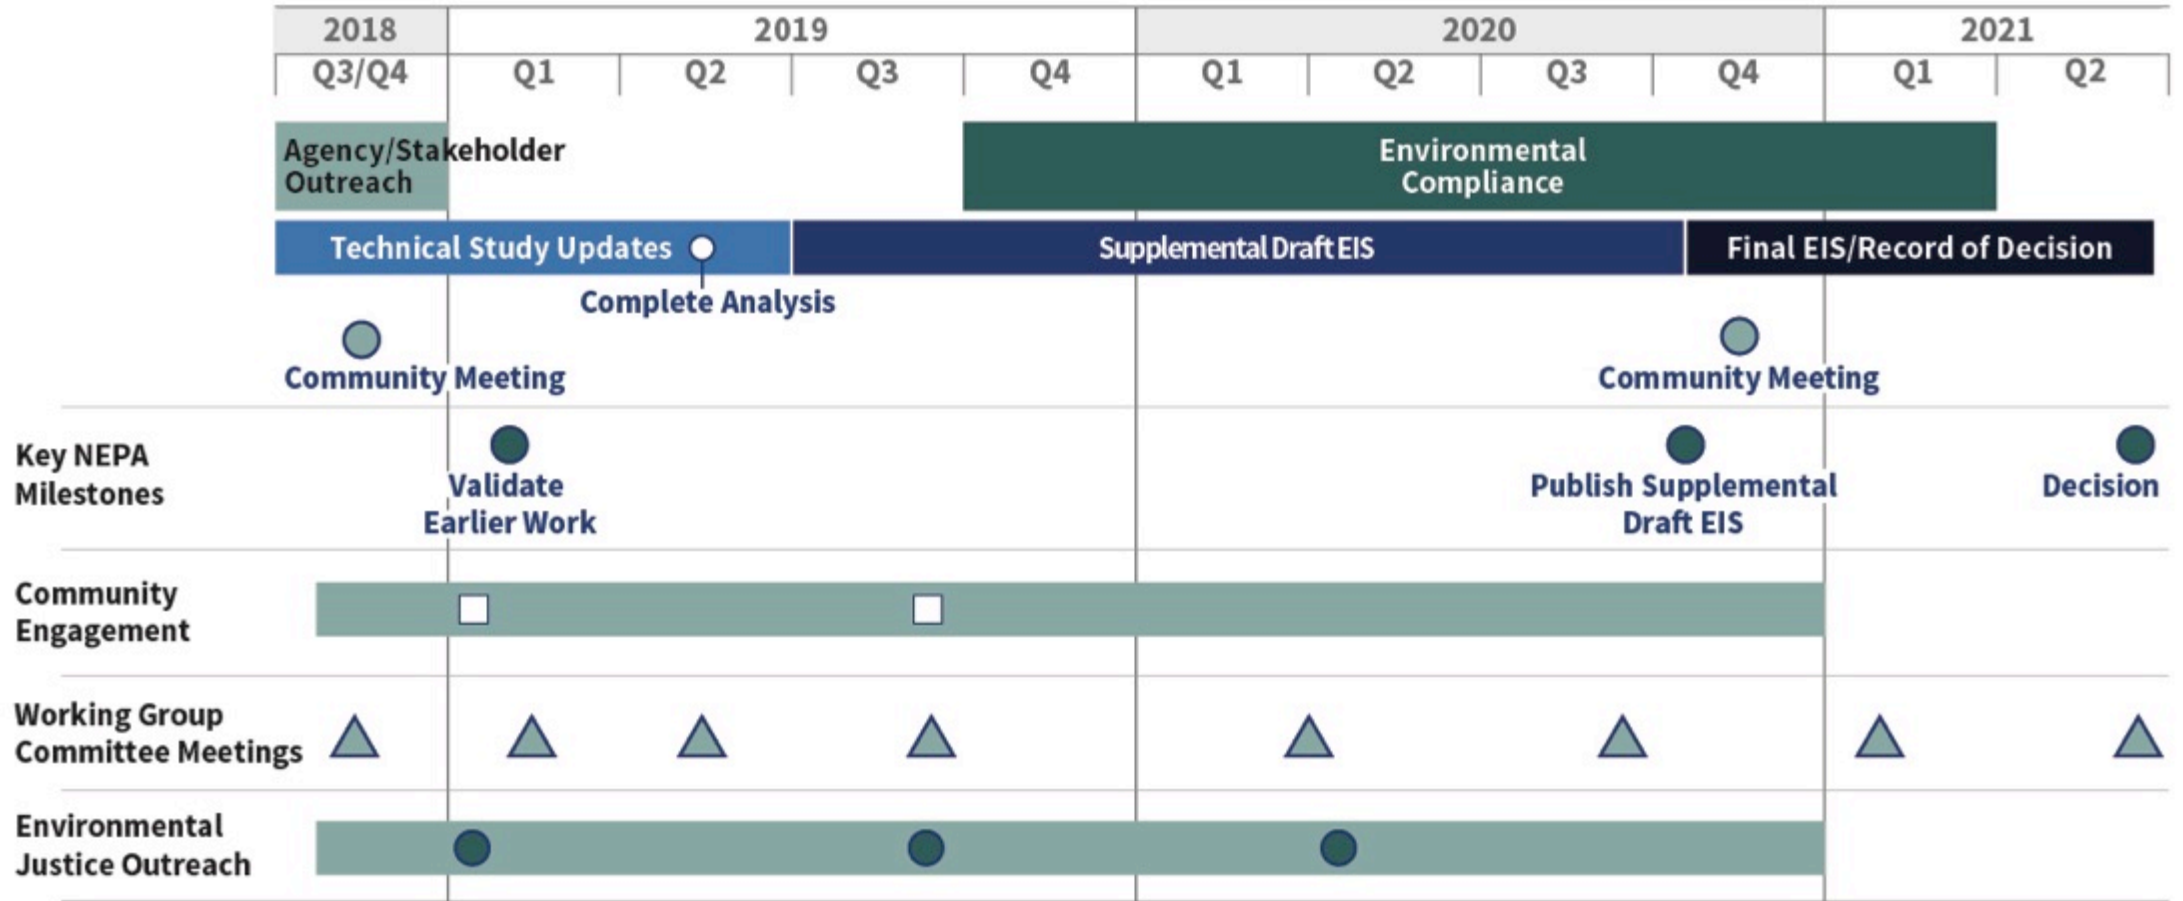 2018 2019 2020 2021
Q3/Q4 Q1 Q2 Q3 Q4 Q1 Q2 Q3 Q4 Q1 Q2
Agency/Stakeholder
Outreach
Environmental
Compliance
Technical Study Updates
Supplemental Draft EIS
Final EIS/Record of Decision
Complete Analysis
Community Meeting
Community Meeting
Key NEPA
Milestones
Validate
Earlier Work
Publish Supplemental
Draft EIS
Decision
Community
Engagement
Working Group
Committee Meetings
Environmental
Justice Outreach